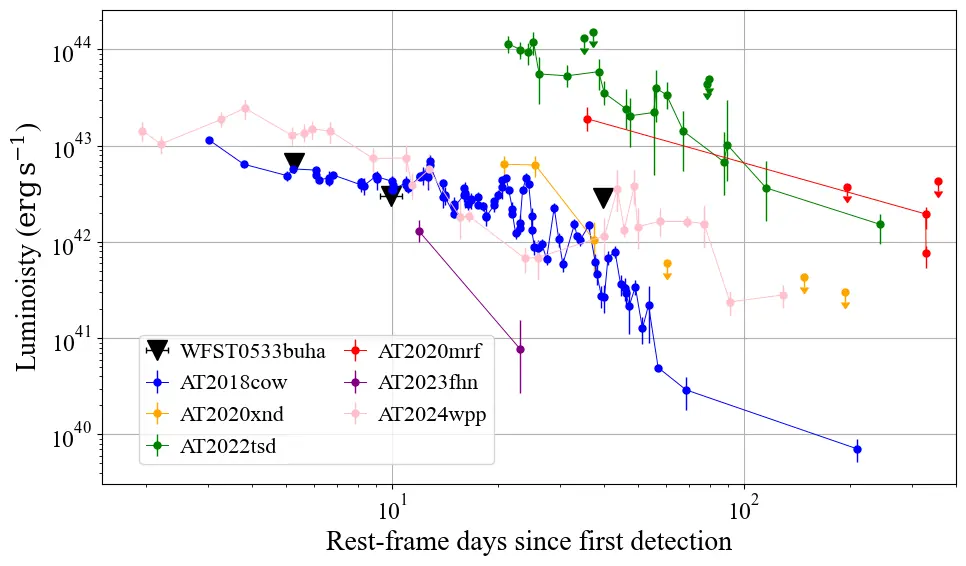 10^44
10^43
10^42
10^41
10^40
Luminoisty (erg s^−1)
WFST0533buha
AT2018cow
AT2020xnd
AT2022tsd
AT2020mrf
AT2023fhn
AT2024wpp
10^1
10^2
Rest-frame days since first detection